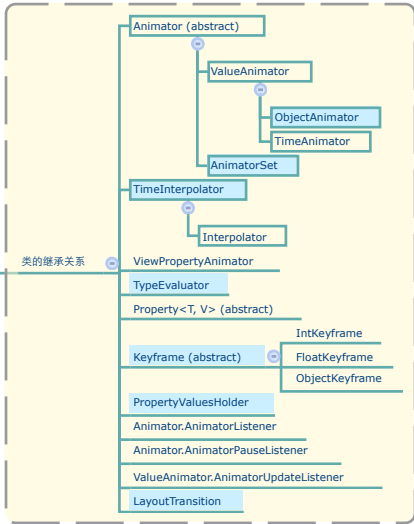 Animator (abstract)
ValueAnimator
ObjectAnimator
TimeAnimator
AnimatorSet
TimeInterpolator
Interpolator
类的继承关系
ViewPropertyAnimator
TypeEvaluator
Property<T, V> (abstract)
IntKeyframe
Keyframe (abstract)
FloatKeyframe
ObjectKeyframe
PropertyValuesHolder
Animator.AnimatorListener
Animator.AnimatorPauseListener
ValueAnimator.AnimatorUpdateListener
LayoutTransition